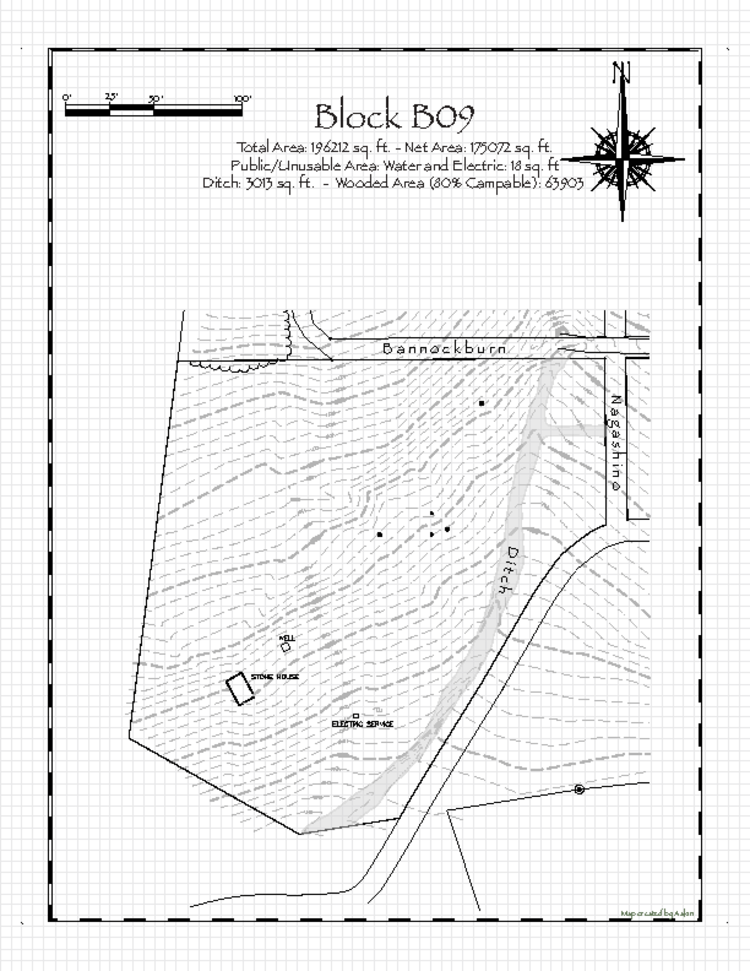 0' 25' 50' 100'
N
Block B09
Total Area: 196212 sq. ft. - Net Area: 175072 sq. ft.
Public/Unusable Area: Water and Electric: 18 sq. ft
Ditch: 3013 sq. ft. - Wooded Area (80% Campable): 63903
Bannockburn
Nagashino
Ditch
WELL
STONE HOUSE
ELECTRIC SERVICE
Map created by Aelon